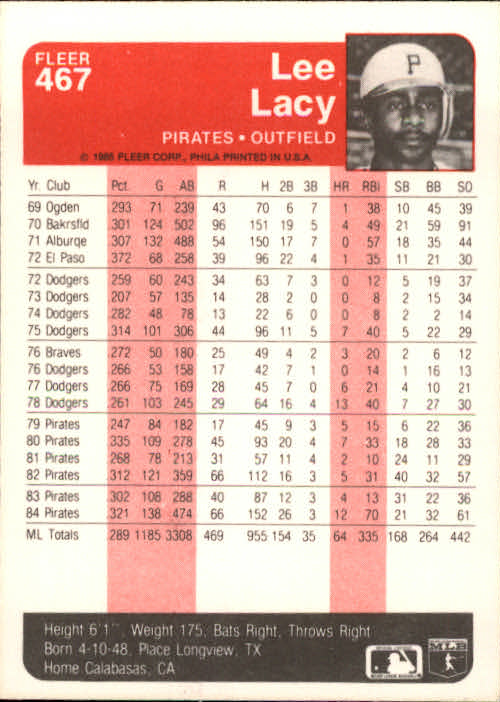 FLEER
467
Lee
Lacy
PIRATES • OUTFIELD
© 1985 FLEER CORP., PHILA PRINTED IN U.S.A.
Yr. Club Pct. G AB R H 2B 3B HR RBI SB BB SO
69 Ogden 293 71 239 43 70 6 7 1 38 10 45 39
70 Bakrsfld 301 124 502 96 151 19 5 4 49 21 59 91
71 Alburqe 307 132 488 54 150 17 7 0 57 18 35 44
72 El Paso 372 68 258 39 96 22 4 1 35 11 21 30
72 Dodgers 259 60 243 34 63 7 3 0 12 5 19 37
73 Dodgers 207 57 135 14 28 2 0 0 8 2 15 34
74 Dodgers 282 48 78 13 22 6 0 0 8 2 2 14
75 Dodgers 314 101 306 44 96 11 5 7 40 5 22 29
76 Braves 272 50 180 25 49 4 2 3 20 2 6 12
76 Dodgers 266 53 158 17 42 7 1 0 14 1 16 13
77 Dodgers 266 75 169 28 45 7 0 6 21 4 10 21
78 Dodgers 261 103 245 29 64 16 4 13 40 7 27 30
79 Pirates 247 84 182 17 45 9 3 5 15 6 22 36
80 Pirates 335 109 278 45 93 20 4 7 33 18 28 33
81 Pirates 268 78 213 31 57 11 4 2 10 24 11 29
82 Pirates 312 121 359 66 112 16 3 5 31 40 32 57
83 Pirates 302 108 288 40 87 12 3 4 13 31 22 36
84 Pirates 321 138 474 66 152 26 3 12 70 21 32 61
ML Totals 289 1185 3308 469 955 154 35 64 335 168 264 442
Height 6'1", Weight 175, Bats Right, Throws Right
Born 4-10-48, Place Longview, TX
Home Calabasas, CA
MLB
P